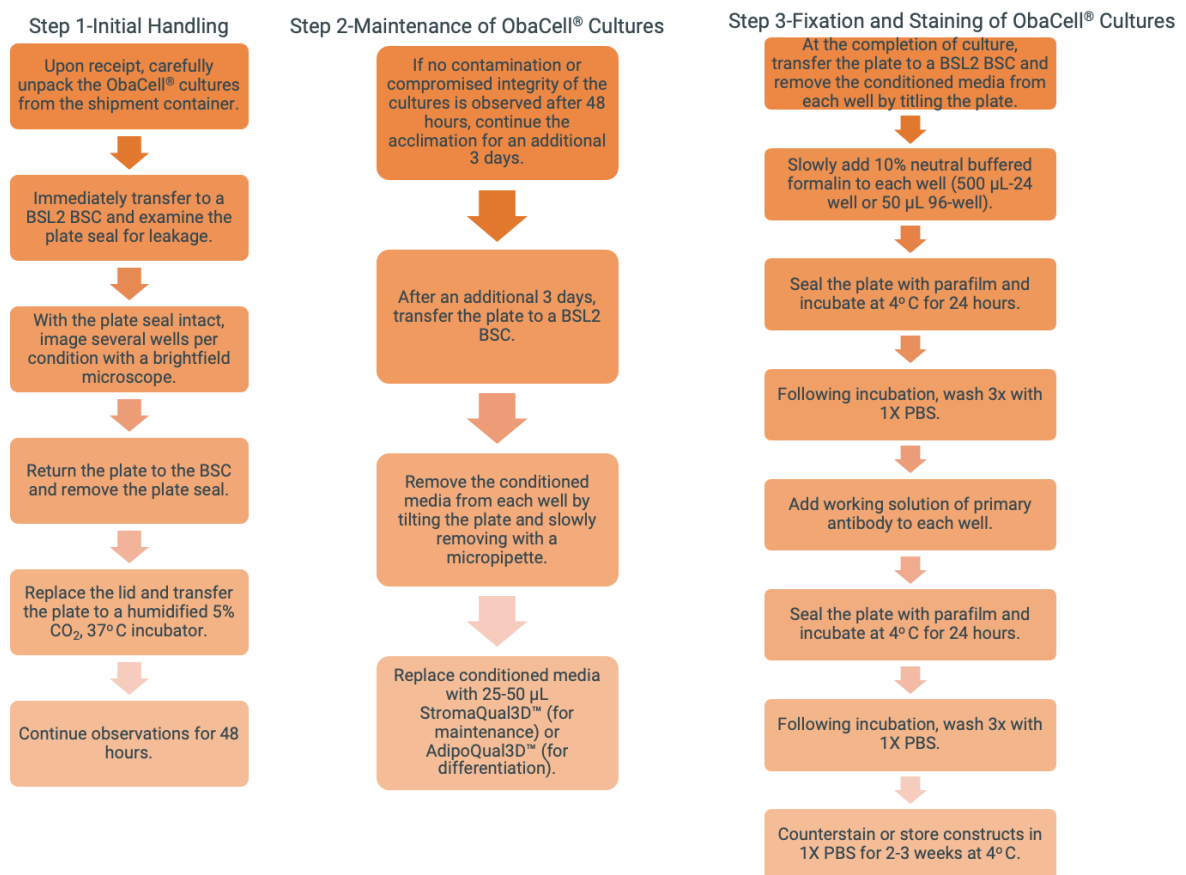 Step 1-Initial Handling
Upon receipt, carefully
unpack the ObaCell® cultures
from the shipment container.
Immediately transfer to a
BSL2 BSC and examine the
plate seal for leakage.
With the plate seal intact,
image several wells per
condition with a brightfield
microscope.
Return the plate to the BSC
and remove the plate seal.
Replace the lid and transfer
the plate to a humidified 5%
CO₂, 37°C incubator.
Continue observations for 48
hours.
Step 2-Maintenance of ObaCell® Cultures
If no contamination or
compromised integrity of the
cultures is observed after 48
hours, continue the
acclimation for an additional
3 days.
After an additional 3 days,
transfer the plate to a BSL2
BSC.
Remove the conditioned
media from each well by
tilting the plate and slowly
removing with a
micropipette.
Replace conditioned media
with 25-50 µL
StromaQual3D™ (for
maintenance) or
AdipoQual3D™ (for
differentiation).
Step 3-Fixation and Staining of ObaCell® Cultures
At the completion of culture,
transfer the plate to a BSL2 BSC and
remove the conditioned media from
each well by titling the plate.
Slowly add 10% neutral buffered
formalin to each well (500 µL-24
well or 50 µL 96-well).
Seal the plate with parafilm and
incubate at 4°C for 24 hours.
Following incubation, wash 3x with
1X PBS.
Add working solution of primary
antibody to each well.
Seal the plate with parafilm and
incubate at 4°C for 24 hours.
Following incubation, wash 3x with
1X PBS.
Counterstain or store constructs in
1X PBS for 2-3 weeks at 4°C.